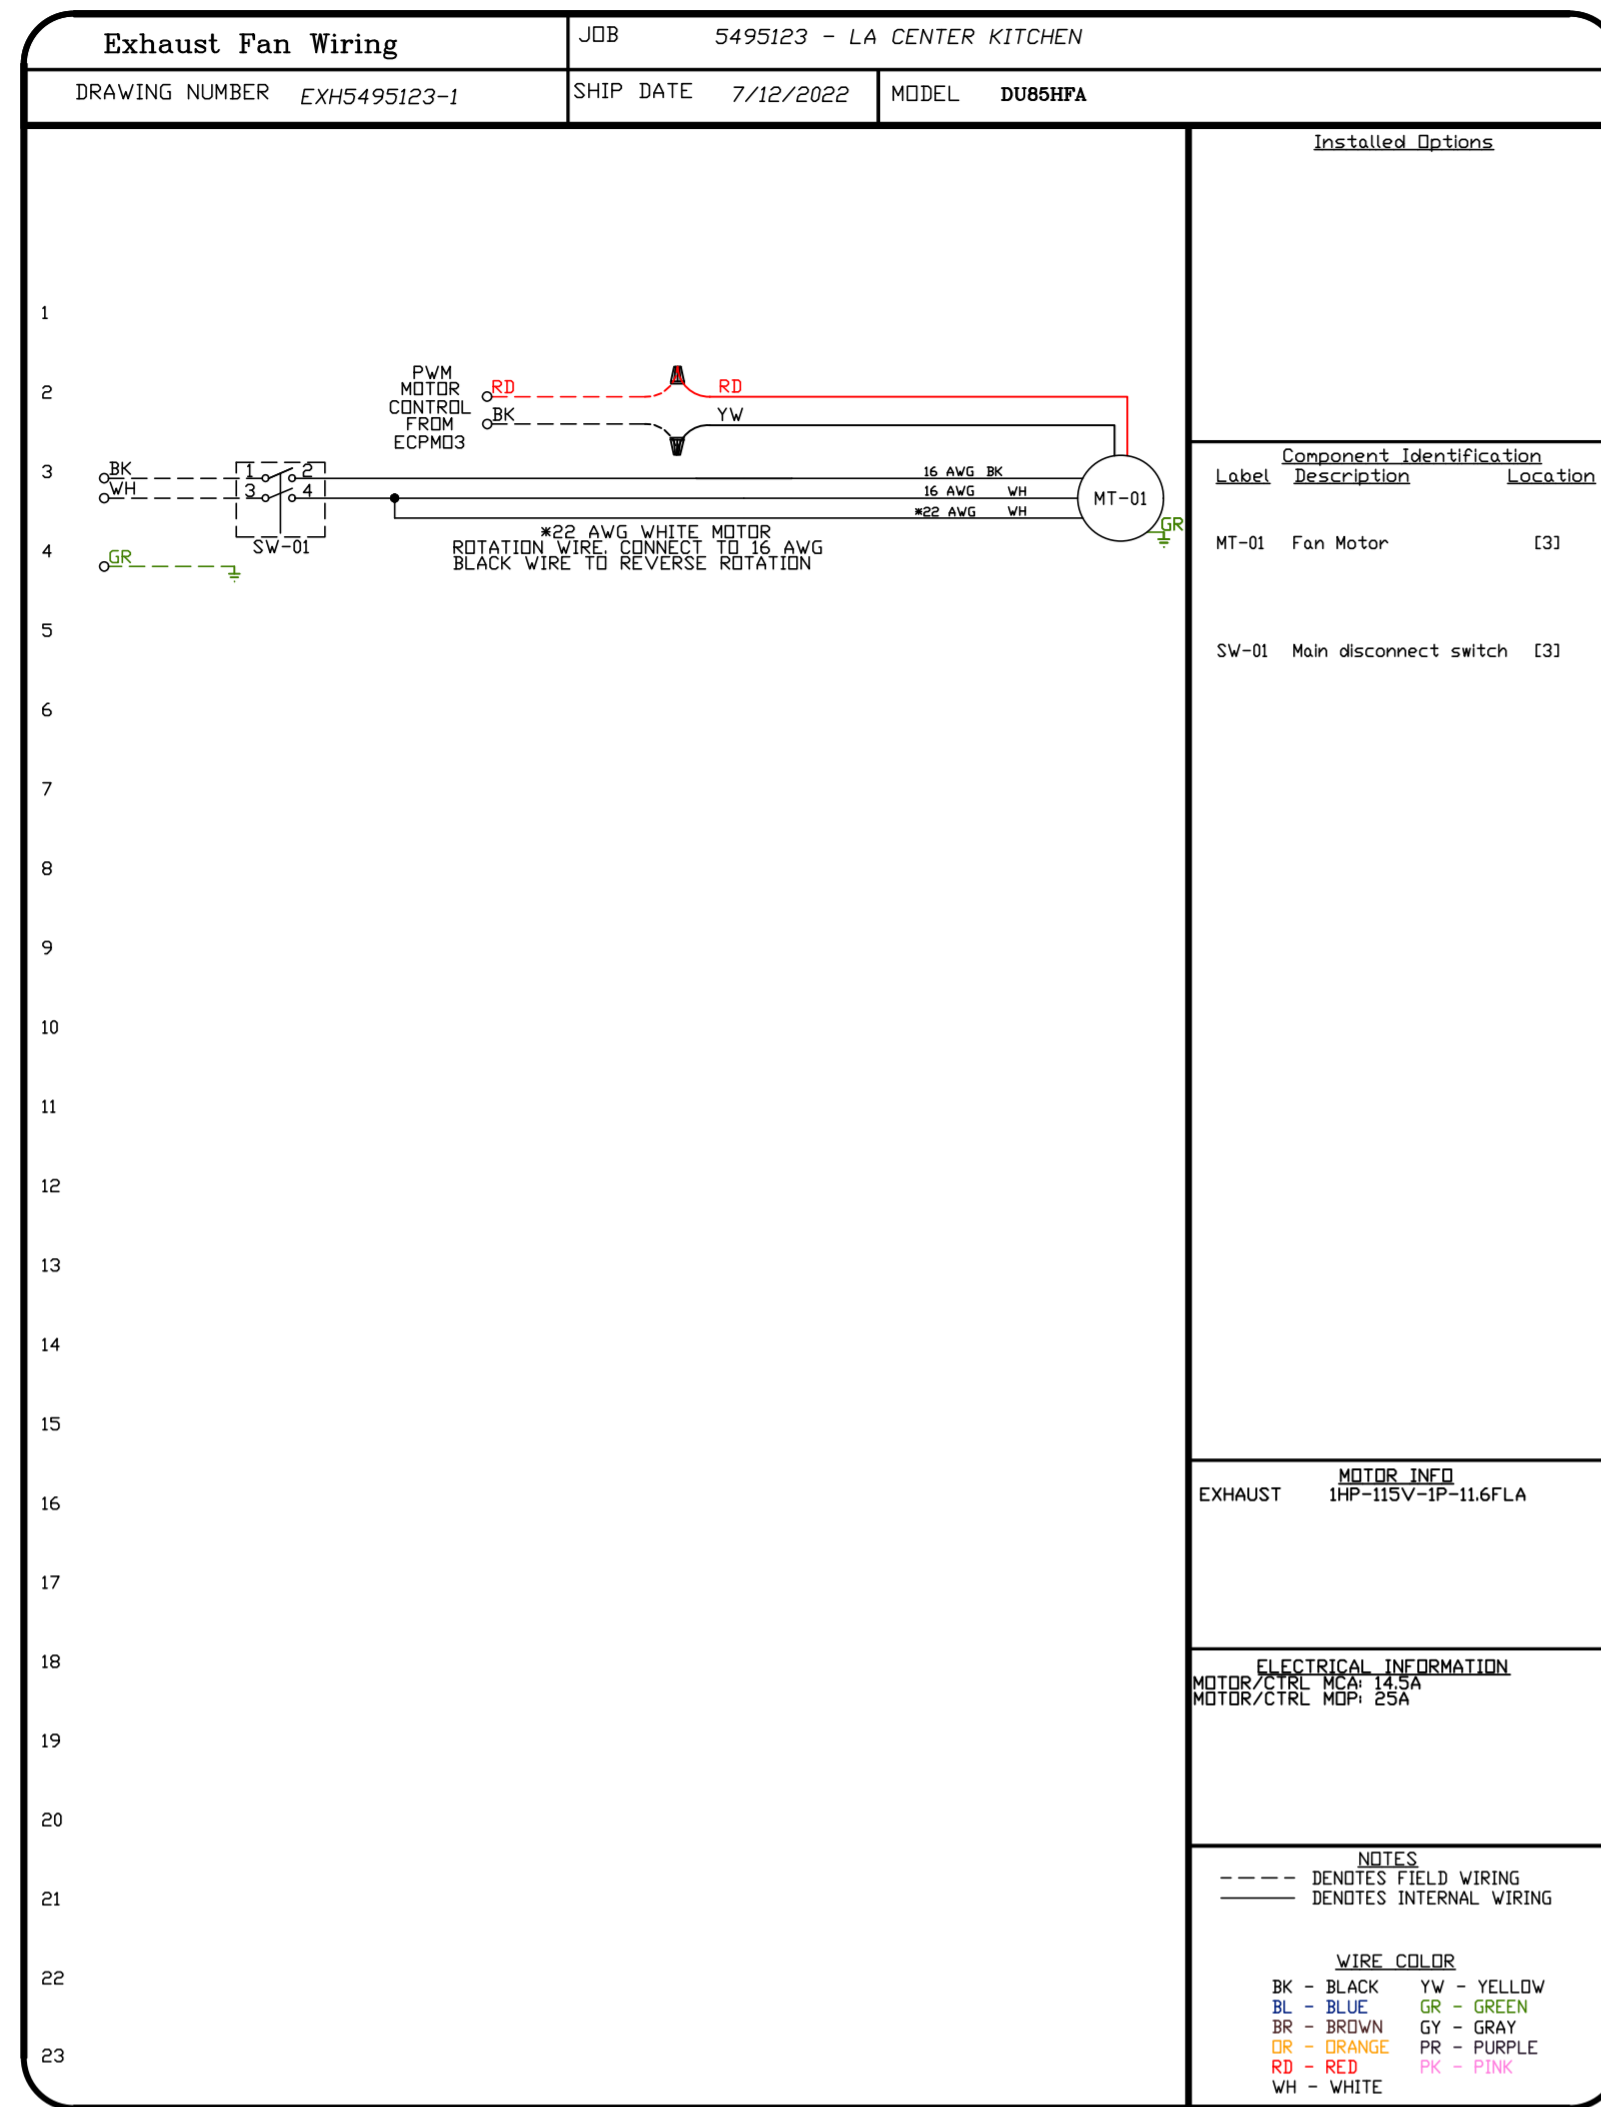 Exhaust Fan Wiring
JOB 5495123 - LA CENTER KITCHEN
DRAWING NUMBER EXH5495123-1
SHIP DATE 7/12/2022
MODEL DU85HFA
Installed Options
1
2
3
4
5
6
7
8
9
10
11
12
13
14
15
16
17
18
19
20
21
22
23
PWM
MOTOR
CONTROL
FROM
ECPM03
RD
BK
RD
YW
BK
WH
1 2
3 4
SW-01
GR
16 AWG BK
16 AWG WH
*22 AWG WH
MT-01
GR
*22 AWG WHITE MOTOR
ROTATION WIRE. CONNECT TO 16 AWG
BLACK WIRE TO REVERSE ROTATION
Component Identification
Label Description Location
MT-01 Fan Motor [3]
SW-01 Main disconnect switch [3]
MOTOR INFO
EXHAUST 1HP-115V-1P-11.6FLA
ELECTRICAL INFORMATION
MOTOR/CTRL MCA: 14.5A
MOTOR/CTRL MOP: 25A
NOTES
DENOTES FIELD WIRING
DENOTES INTERNAL WIRING
WIRE COLOR
BK - BLACK YW - YELLOW
BL - BLUE GR - GREEN
BR - BROWN GY - GRAY
OR - ORANGE PR - PURPLE
RD - RED PK - PINK
WH - WHITE